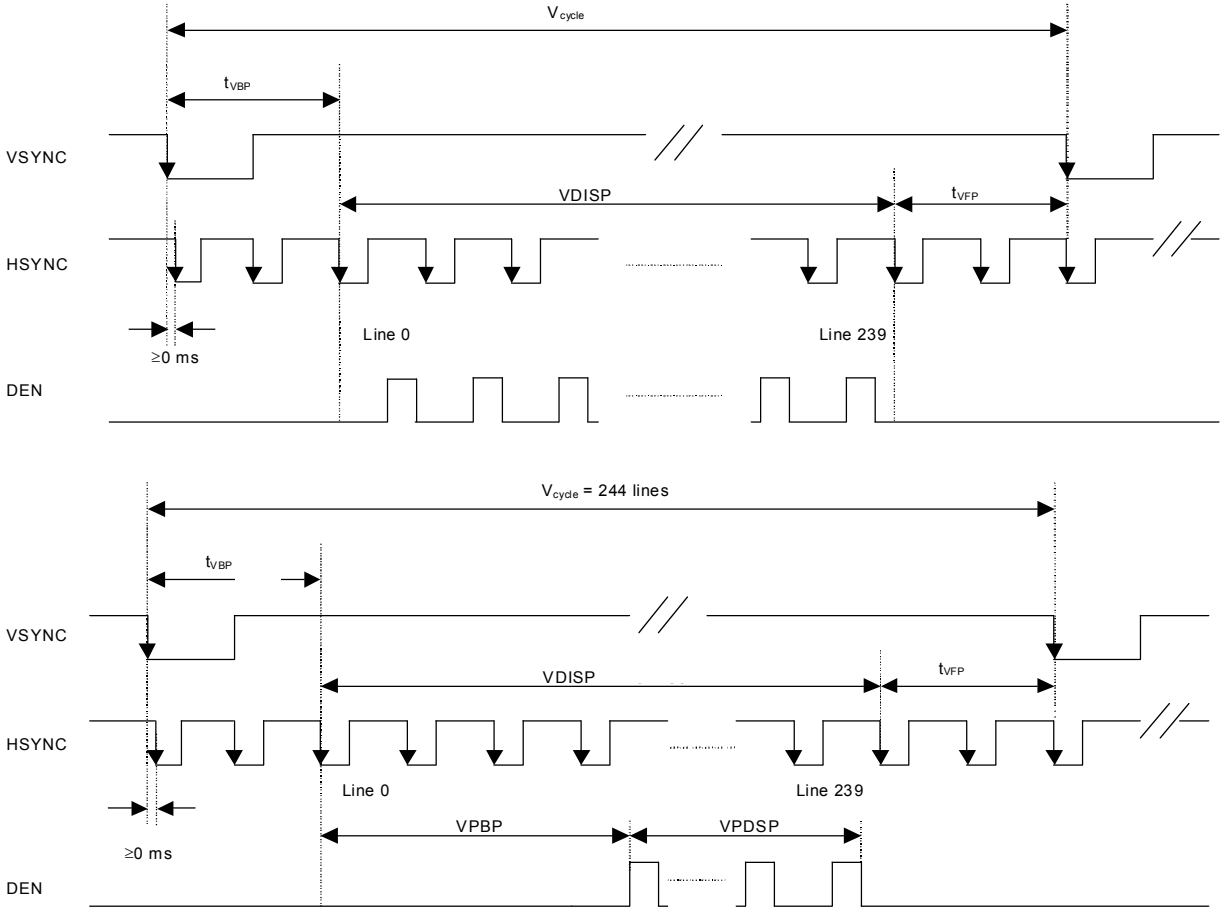 Vcycle
tVBP
VSYNC
VDISP
tVFP
HSYNC
Line 0
Line 239
≥0 ms
DEN
Vcycle = 244 lines
tVBP
VSYNC
VDISP
tVFP
HSYNC
Line 0
Line 239
VPBP
VPDSP
≥0 ms
DEN